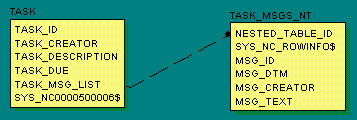 TASK
TASK_ID
TASK_CREATOR
TASK_DESCRIPTION
TASK_DUE
TASK_MSG_LIST
SYS_NC0000500006$
TASK_MSGS_NT
NESTED_TABLE_ID
SYS_NC_ROWINFO$
MSG_ID
MSG_DTM
MSG_CREATOR
MSG_TEXT